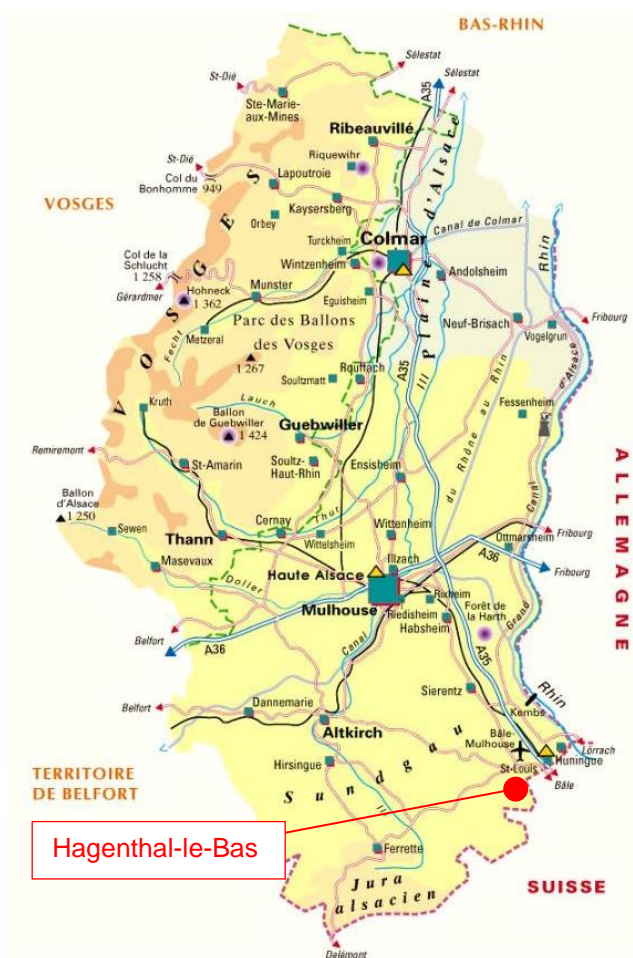 BAS-RHIN
Sélestat
St-Dié
Sélestat
A35
Ste-Marie-
aux-Mines
Ribeauvillé
St-Dié
Riquewihr
Col du
Bonhomme 949
Lapoutroie
Plaine d'Alsace
VOSGES
Kaysersberg
Orbey
Canal de Colmar
Turckheim
Colmar
Rhin
Col de la
Schlucht
1 258
Wintzenheim
Andolsheim
Hohneck
1 362
Gérardmer
Munster
Eguisheim
VOSGES
Fecht
Metzeral
Parc des Ballons
des Vosges
1 267
A35
Ill
Neuf-Brisach
Vogelgrun
Fribourg
Soultzmatt
Rouffach
Kruth
Lauch
Ballon
de Guebwiller
1 424
Guebwiller
Fessenheim
Remiremont
St-Amarin
Soultz-
Haut-Rhin
Ensisheim
du Rhône au Rhin
Canal
d'Alsace
ALLEMAGNE
Ballon
d'Alsace
1 250
Sewen
Thann
Cernay
Thur
Wittelsheim
Wittenheim
Ottmarsheim
Fribourg
Masevaux
Illzach
A36
Fribourg
Doller
Haute Alsace
Mulhouse
Rixheim
Riedisheim
Habsheim
Forêt de
la Harth
Grand
Belfort
A36
Canal
A35
Rhin
Belfort
Dannemarie
Sierentz
Kembs
Altkirch
Bâle-
Mulhouse
Huningue
Lörrach
St-Louis
Bâle
Hirsingue
Sundgau
Ill
TERRITOIRE
DE BELFORT
Hagenthal-le-Bas
Ferrette
Jura
alsacien
SUISSE
Delémont